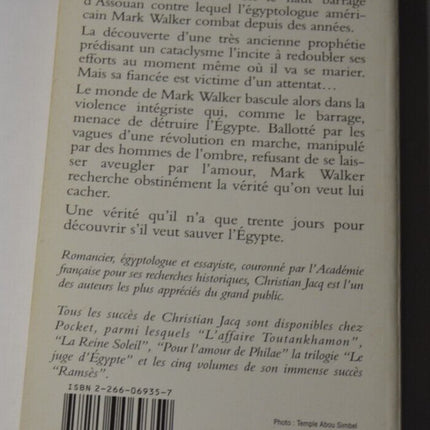 haut barrage
d'Assouan contre lequel l'égyptologue améri-
cain Mark Walker combat depuis des années.
La découverte d'une très ancienne prophétie
prédisant un cataclysme l'incite à redoubler ses
efforts au moment même où il va se marier.
Mais sa fiancée est victime d'un attentat…
Le monde de Mark Walker bascule alors dans la
violence intégriste qui, comme le barrage,
menace de détruire l'Égypte. Ballotté par les
vagues d'une révolution en marche, manipulé
par des hommes de l'ombre, refusant de se lais-
ser aveugler par l'amour, Mark Walker
recherche obstinément la vérité qu'on veut lui
cacher.
Une vérité qu'il n'a que trente jours pour
découvrir s'il veut sauver l'Égypte.
Romancier, égyptologue et essayiste, couronné par l'Académie
française pour ses recherches historiques, Christian Jacq est l'un
des auteurs les plus appréciés du grand public.
Tous les succès de Christian Jacq sont disponibles chez
Pocket, parmi lesquels "L'affaire Toutankhamon",
"La Reine Soleil", "Pour l'amour de Philae" la trilogie "Le
juge d'Égypte" et les cinq volumes de son immense succès
"Ramsès".
ISBN 2-266-06935-7
Photo : Temple Abou Simbel